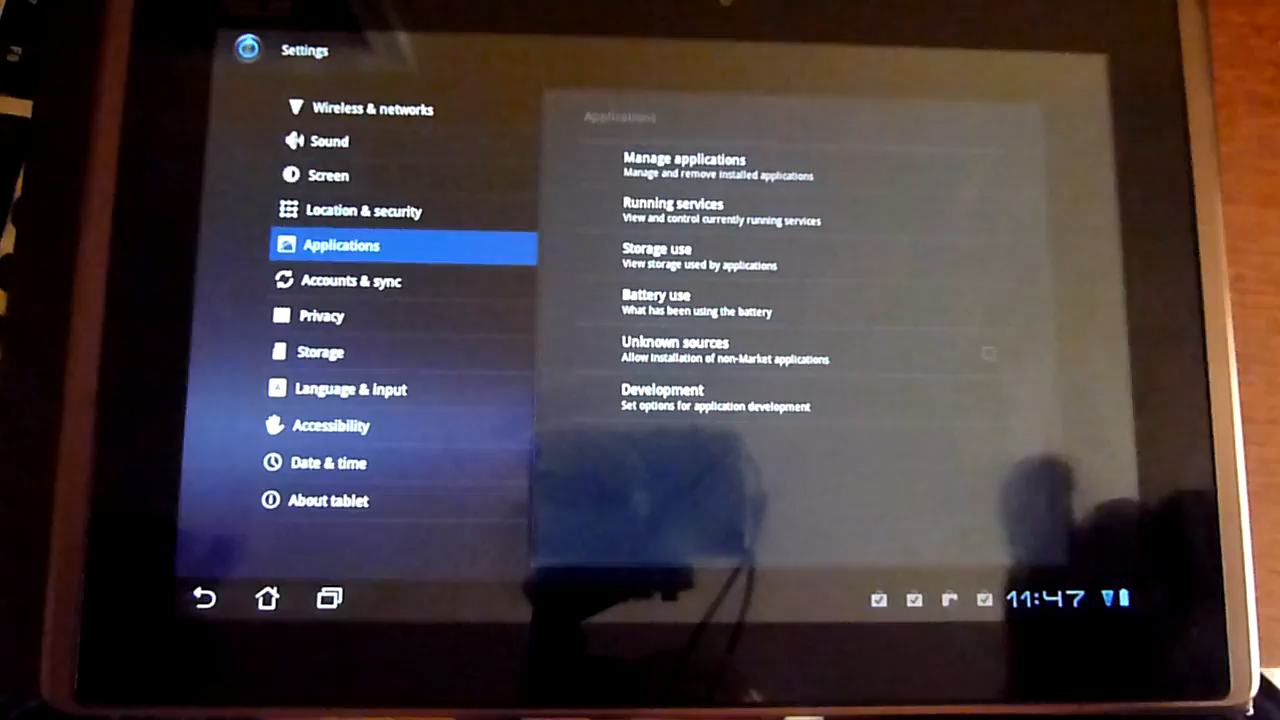 Settings
Wireless & networks
Sound
Screen
Location & security
Applications
Accounts & sync
Privacy
Storage
Language & input
Accessibility
Date & time
About tablet
Applications
Manage applications
Manage and remove installed applications
Running services
View and control currently running services
Storage use
View storage used by applications
Battery use
What has been using the battery
Unknown sources
Allow installation of non-Market applications
Development
Set options for application development
11:47